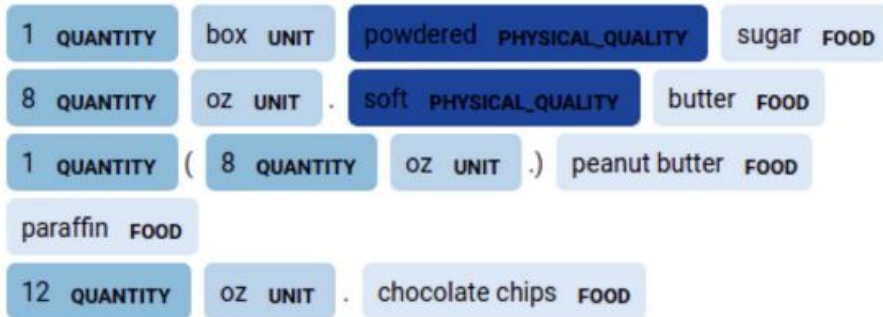 1 QUANTITY box UNIT powdered PHYSICAL_QUALITY sugar FOOD
8 QUANTITY oz UNIT . soft PHYSICAL_QUALITY butter FOOD
1 QUANTITY ( 8 QUANTITY oz UNIT .) peanut butter FOOD
paraffin FOOD
12 QUANTITY oz UNIT . chocolate chips FOOD